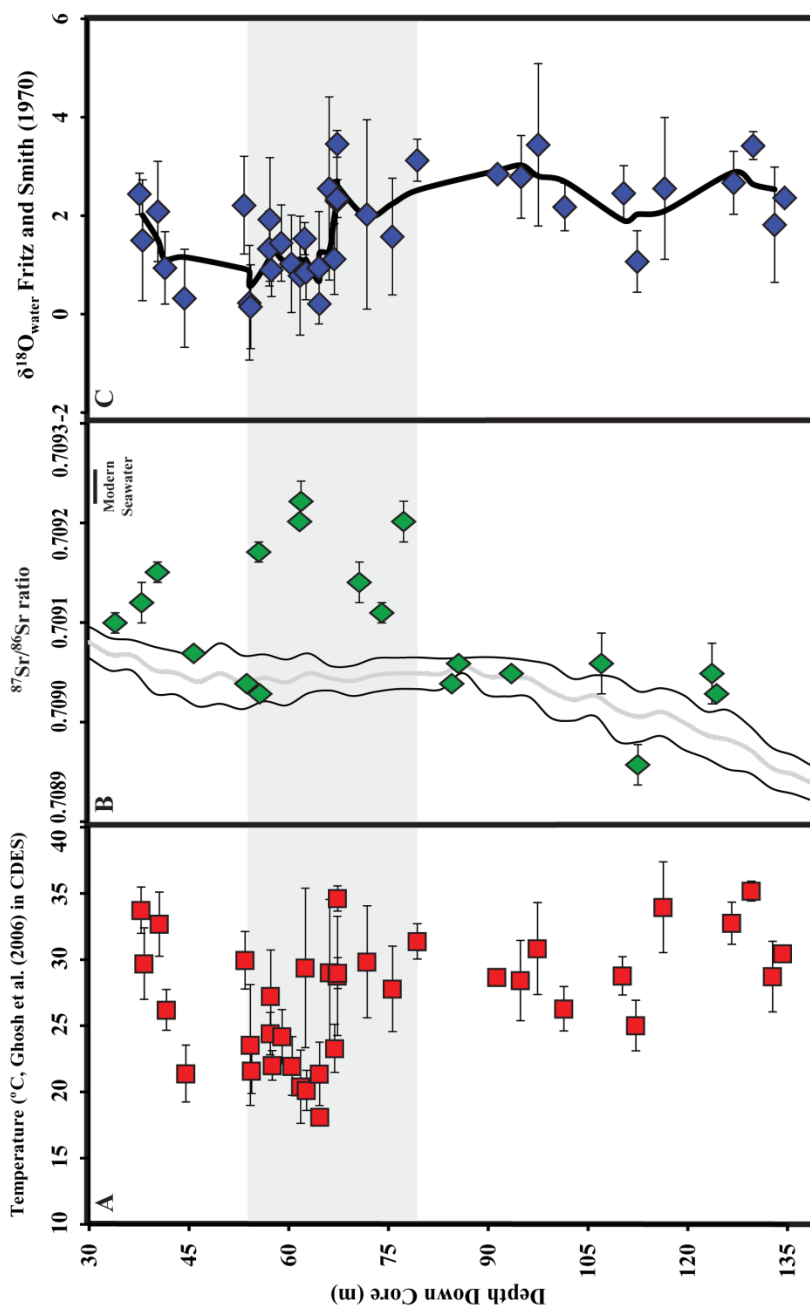 Temperature (°C, Ghosh et al. (2006) in CDES)
10
15
20
25
30
35
40
A
⁸⁷Sr/⁸⁶Sr ratio
0.7089
0.7090
0.7091
0.7092
0.7093
B
Modern
Seawater
δ¹⁸O_water Fritz and Smith (1970)
-2
0
2
4
6
C
30
45
60
75
90
105
120
135
Depth Down Core (m)